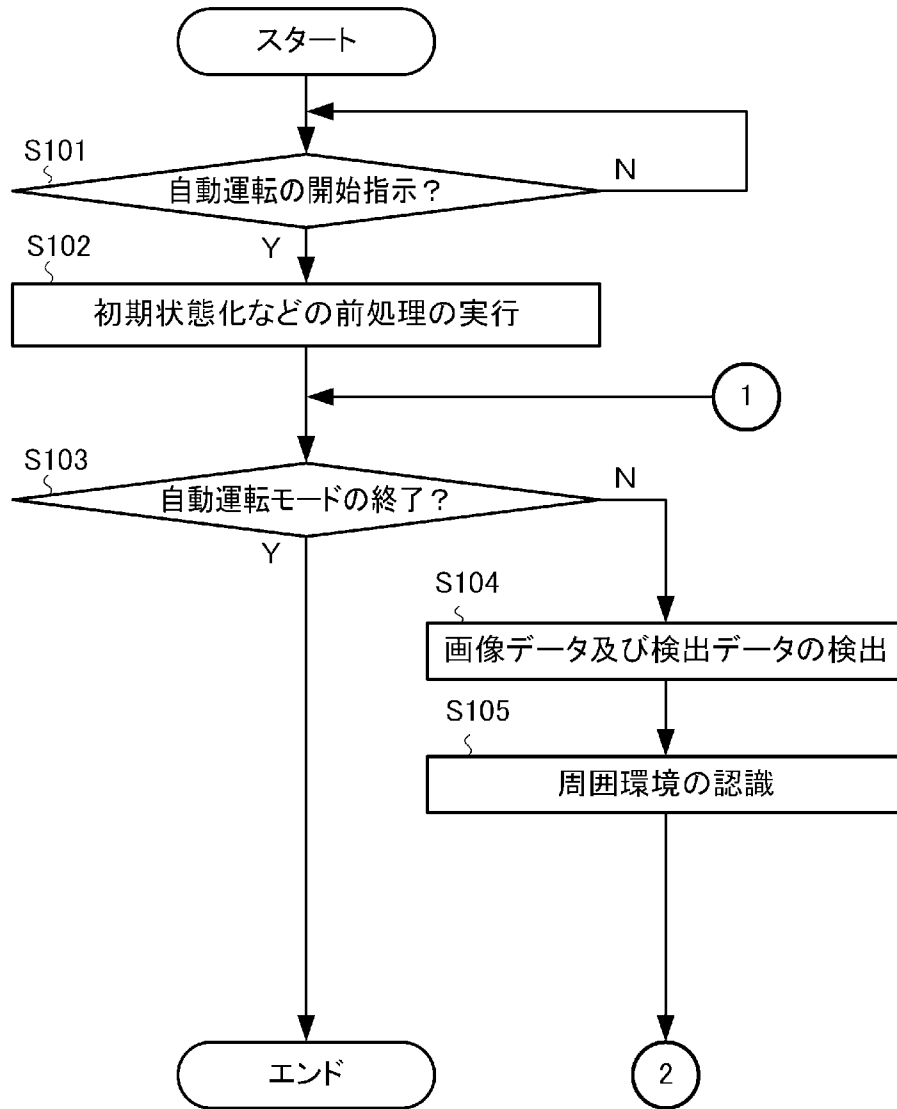 スタート
S101
自動運転の開始指示？
N
Y
S102
初期状態化などの前処理の実行
1
S103
自動運転モードの終了？
N
Y
S104
画像データ及び検出データの検出
S105
周囲環境の認識
エンド
2